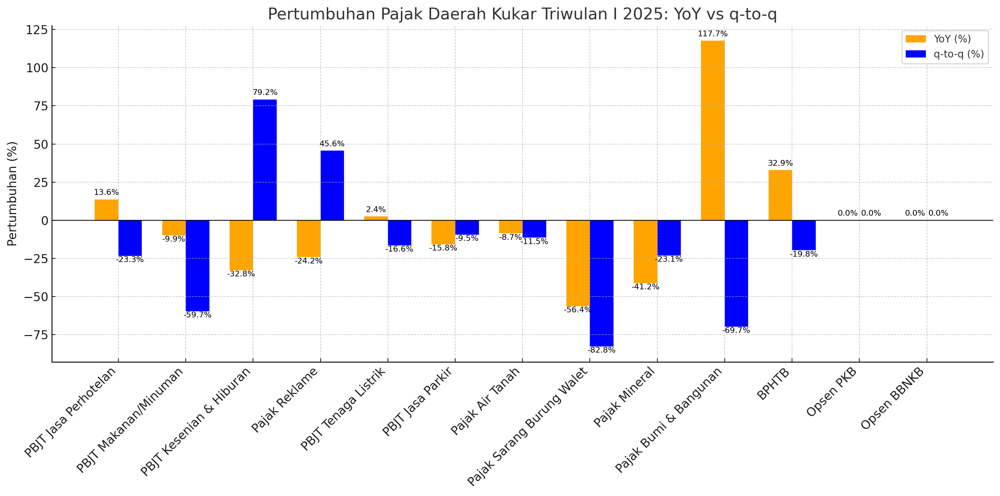 Pertumbuhan Pajak Daerah Kukar Triwulan I 2025: YoY vs q-to-q
YoY (%)
q-to-q (%)
Pertumbuhan (%)
125
100
75
50
25
0
−25
−50
−75
13.6%
-23.3%
-9.9%
-59.7%
-32.8%
79.2%
-24.2%
45.6%
2.4%
-16.6%
-15.8%
-9.5%
-8.7%
-11.5%
-56.4%
-82.8%
-41.2%
-23.1%
117.7%
-69.7%
32.9%
-19.8%
0.0%
0.0%
0.0%
0.0%
PBJT Jasa Perhotelan
PBJT Makanan/Minuman
PBJT Kesenian & Hiburan
Pajak Reklame
PBJT Tenaga Listrik
PBJT Jasa Parkir
Pajak Air Tanah
Pajak Sarang Burung Walet
Pajak Mineral
Pajak Bumi & Bangunan
BPHTB
Opsen PKB
Opsen BBNKB